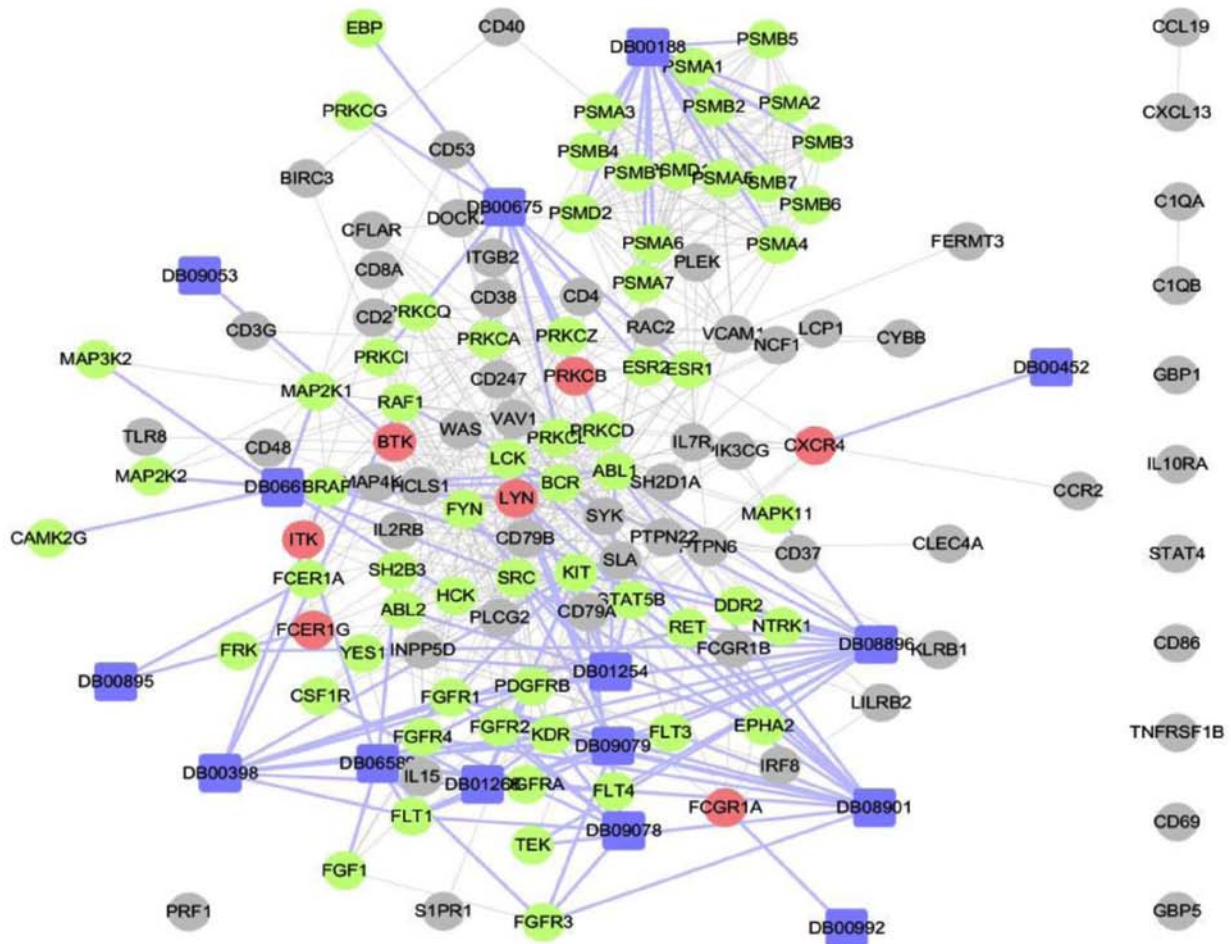 EBP
CD40
CCL19
DB00188
PSMB5
PSMA1
PRKCG
PSMA3
PSMB2
PSMA2
CXCL13
PSMB3
CD53
PSMB4
BIRC3
PSMA5
PSMB6
C1QA
DB00675
PSMD2
CFLAR
PSMA6
PSMA4
FERMT3
ITGB2
PLEK
DB09053
CD8A
PSMA7
C1QB
CD38
CD4
CD2
PRKCQ
CD3G
PRKCA
PRKCZ
RAC2
VCAM1
LCP1
NCF1
CYBB
MAP3K2
PRKCI
ESR2
ESR1
DB00452
GBP1
CD247
PRKCB
MAP2K1
RAF1
VAV1
TLR8
CD48
BTK
WAS
PRKCD
IL7R
CXCR4
LCK
ABL1
IL10RA
MAP2K2
BRAF
HCLS1
BCR
SH2D1A
CCR2
LYN
FYN
SYK
MAPK11
CAMK2G
ITK
IL2RB
CD79B
PTPN22
PTPN6
CD37
CLEC4A
STAT4
SLA
FCER1A
SH2B3
HCK
SRC
KIT
ABL2
PLCG2
CD79A
STAT5B
DDR2
FCER1G
RET
NTRK1
FRK
YES1
INPP5D
FCGR1B
DB08896
KLRB1
CD86
DB00895
DB01254
CSF1R
FGFR1
PDGFRB
LILRB2
FGFR2
KDR
FLT3
EPHA2
TNFRSF1B
FGFR4
DB09079
DB00398
IL15
IRF8
FLT4
FLT1
FCGR1A
DB08901
DB09078
CD69
TEK
FGF1
PRF1
S1PR1
FGFR3
DB00992
GBP5